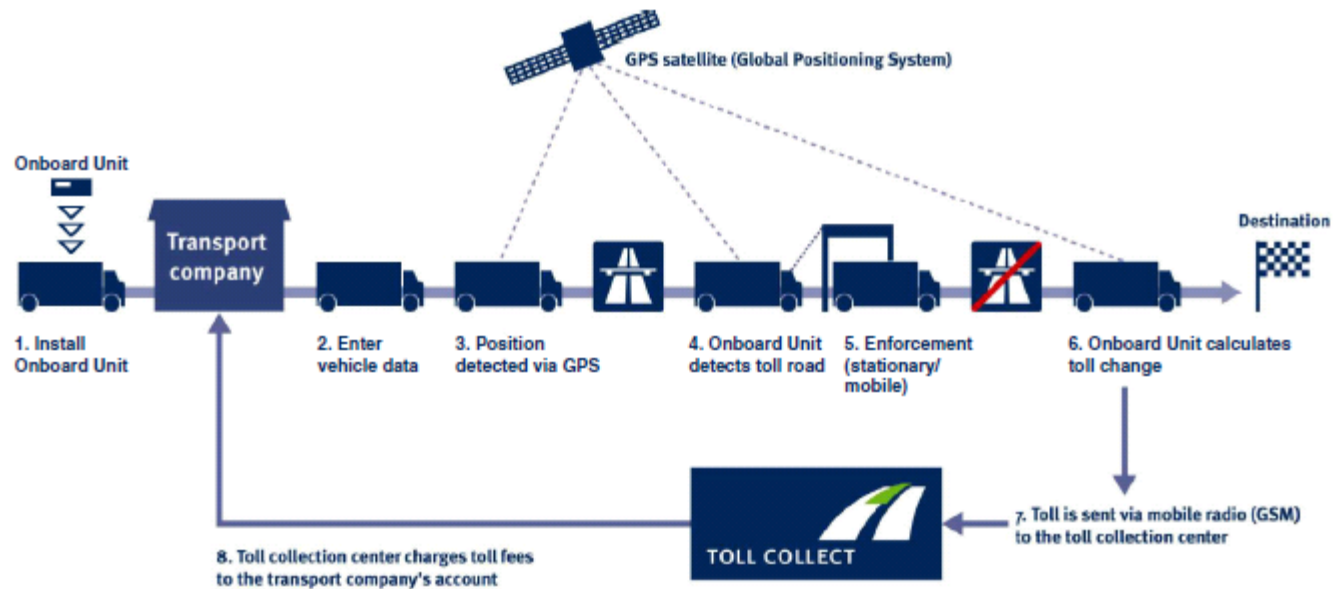 GPS satellite (Global Positioning System)
Onboard Unit
Transport
company
Destination
1. Install
Onboard Unit
2. Enter
vehicle data
3. Position
detected via GPS
4. Onboard Unit
detects toll road
5. Enforcement
(stationary/
mobile)
6. Onboard Unit calculates
toll change
7. Toll is sent via mobile radio (GSM)
to the toll collection center
TOLL COLLECT
8. Toll collection center charges toll fees
to the transport company's account